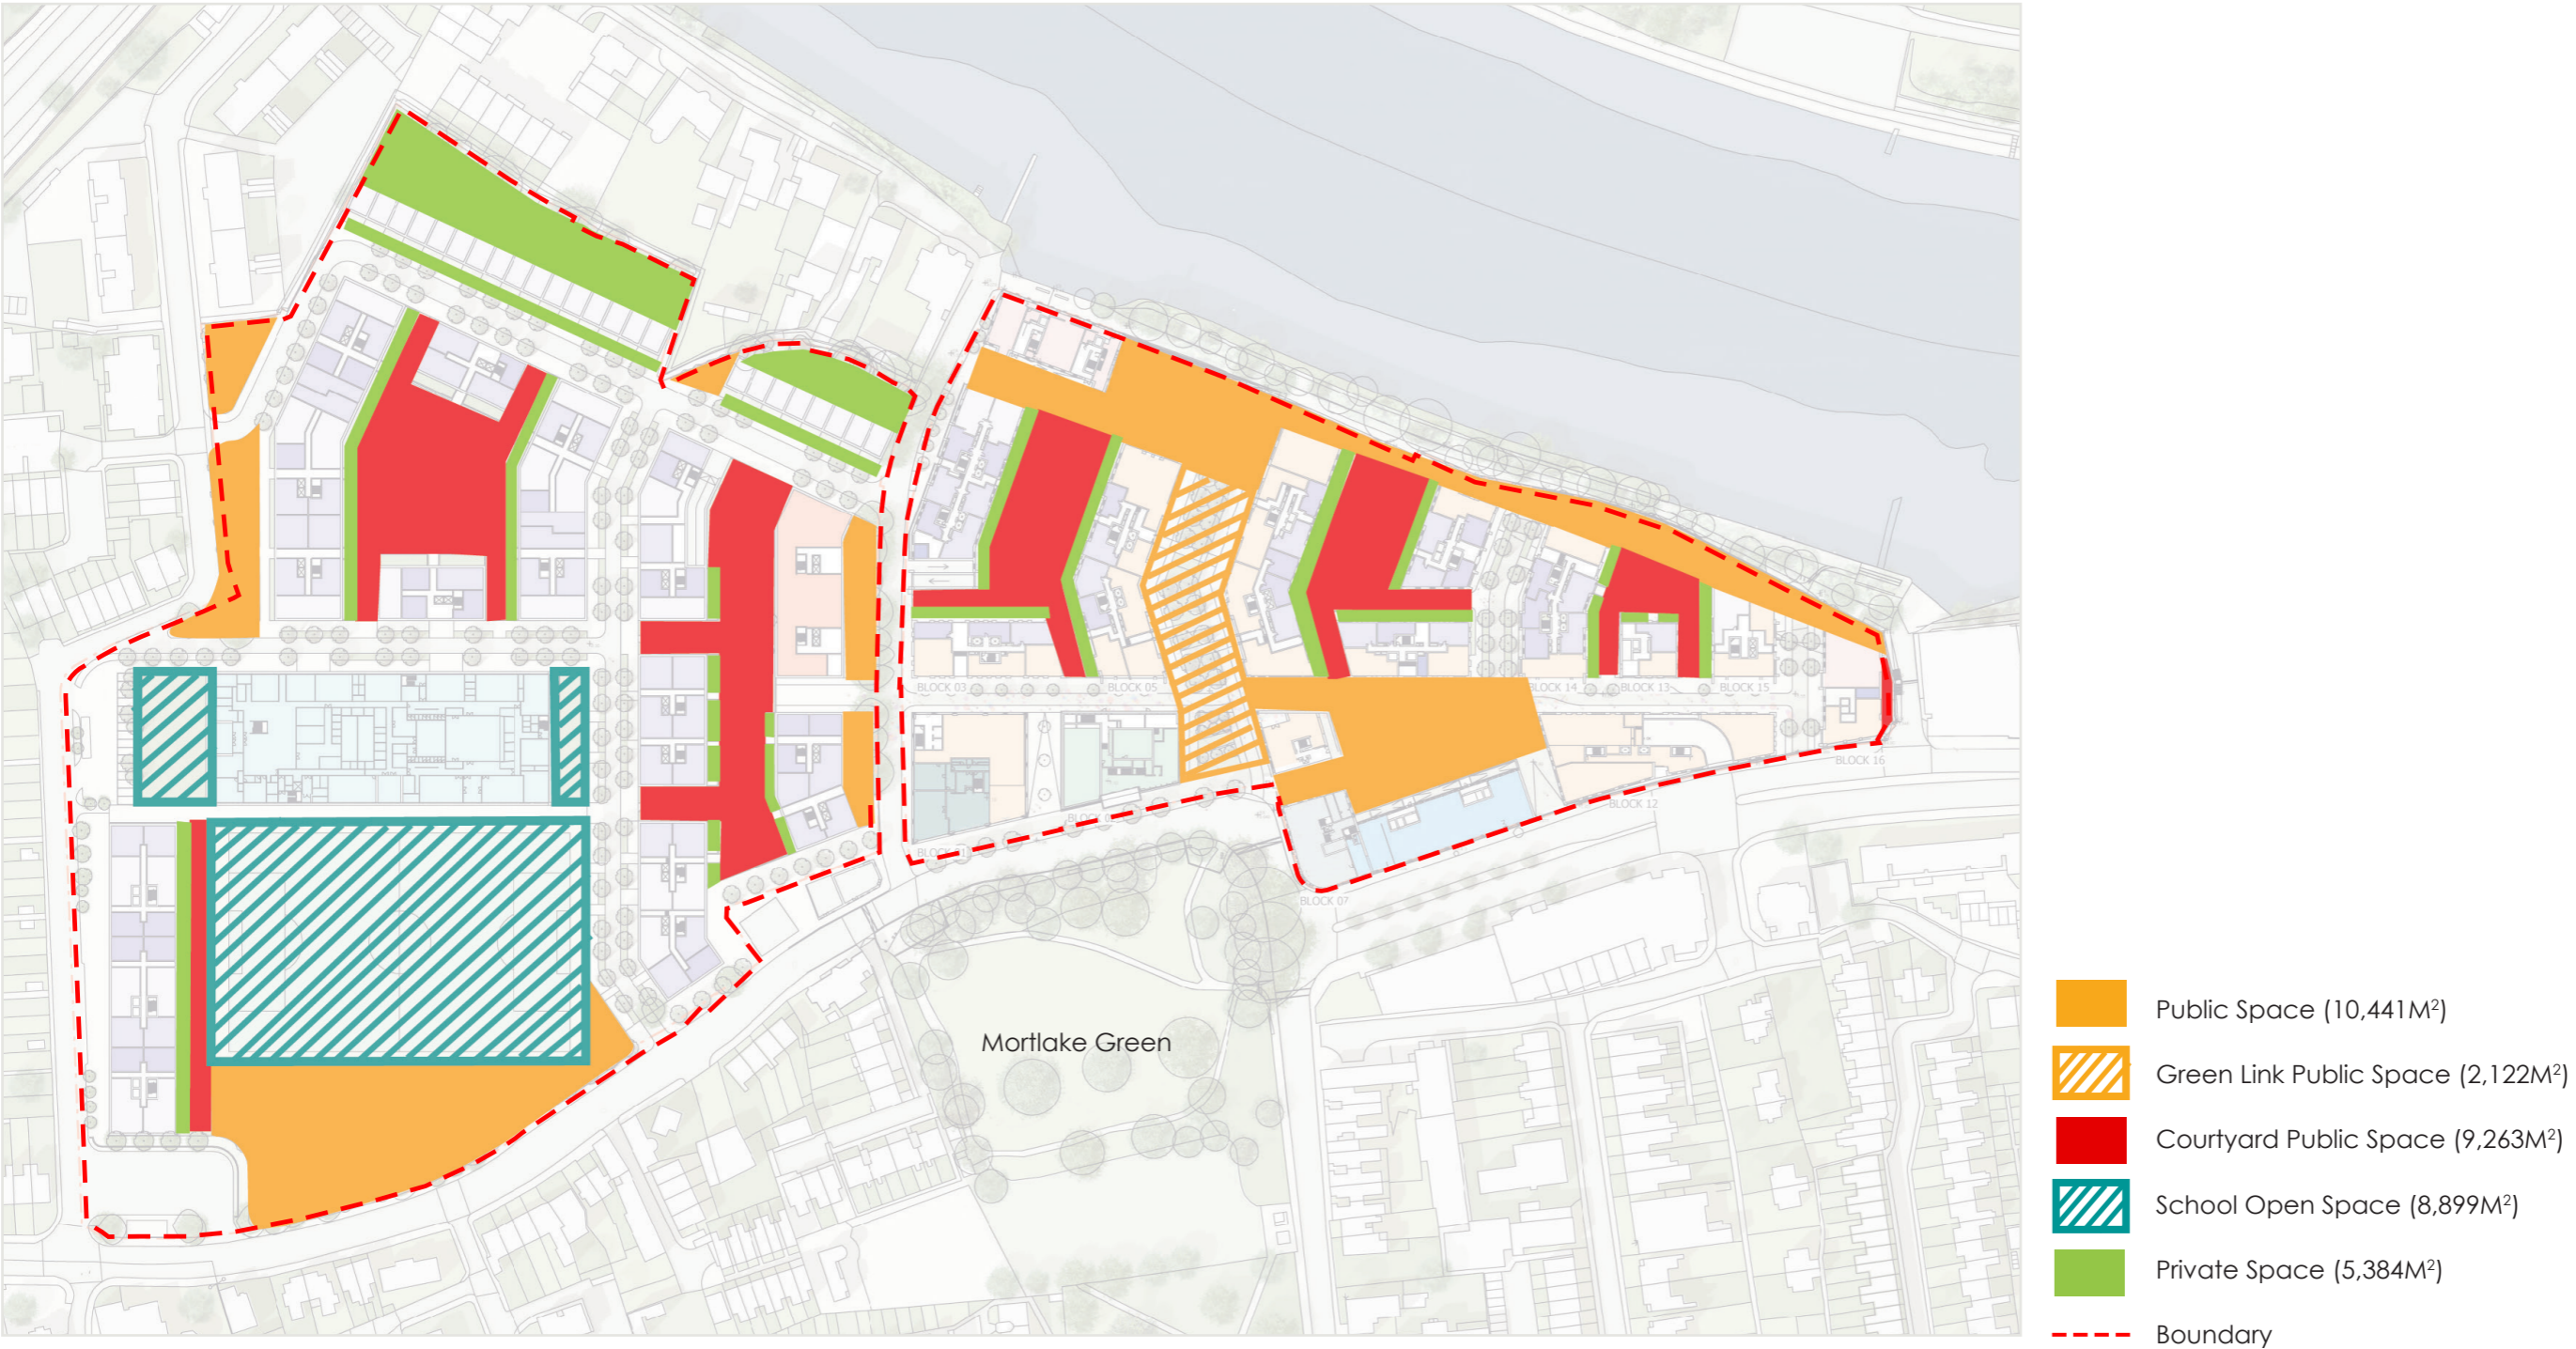 BLOCK 03
BLOCK 05
BLOCK 14
BLOCK 13
BLOCK 15
BLOCK 16
BLOCK 12
BLOCK 07
Mortlake Green
Public Space (10,441M²)
Green Link Public Space (2,122M²)
Courtyard Public Space (9,263M²)
School Open Space (8,899M²)
Private Space (5,384M²)
Boundary